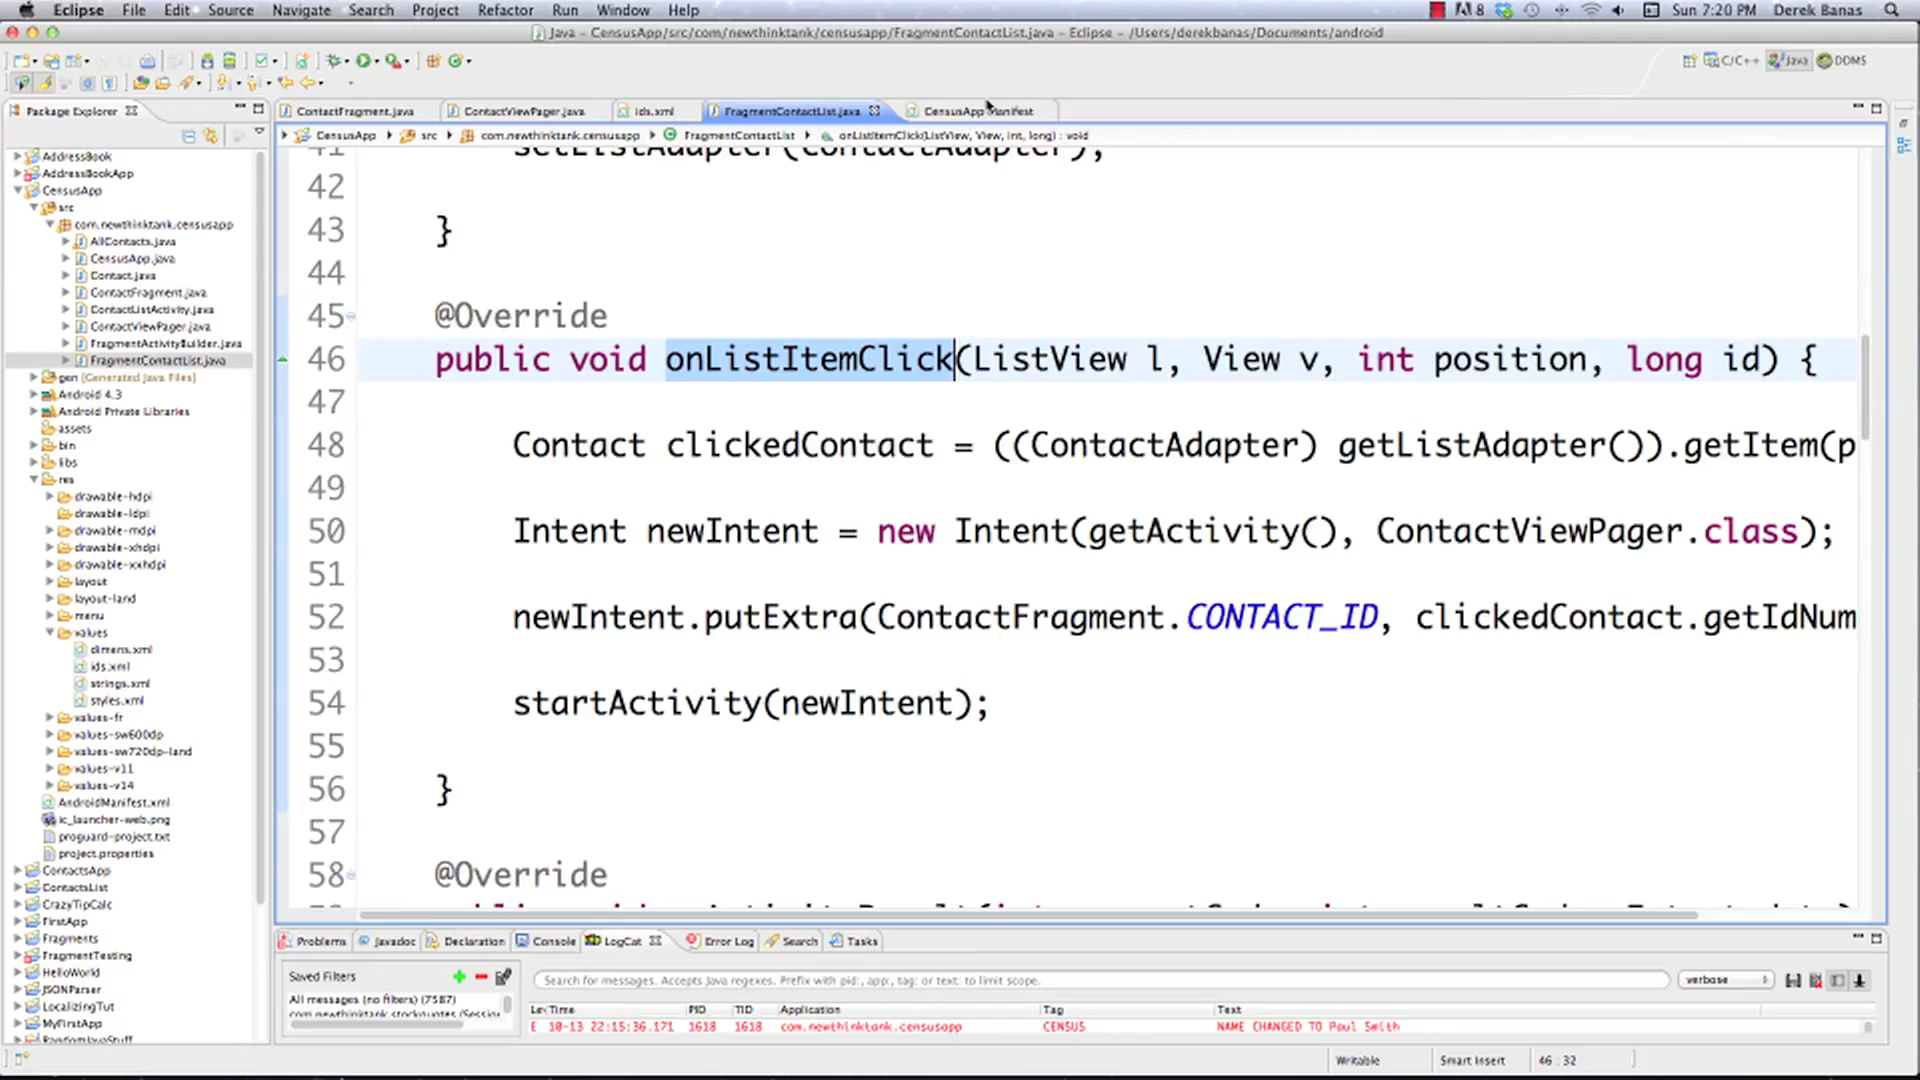 Eclipse File Edit Source Navigate Search Project Refactor Run Window Help 8 Sun 7:20 PM Derek Banas
Java - CensusApp/src/com/newthinktank/censusapp/FragmentContactList.java - Eclipse - /Users/derekbanas/Documents/android
C/C++ Java DDMS
Package Explorer
ContactFragment.java ContactViewPager.java ids.xml FragmentContactList.java CensusApp Manifest
CensusApp src com.newthinktank.censusapp FragmentContactList onListItemClick(ListView, View, int, long) : void
AddressBook
AddressBookApp
CensusApp
src
com.newthinktank.censusapp
AllContacts.java
CensusApp.java
Contact.java
ContactFragment.java
ContactListActivity.java
ContactViewPager.java
FragmentActivityBuilder.java
FragmentContactList.java
gen [Generated Java Files]
Android 4.3
Android Private Libraries
assets
bin
libs
res
drawable-hdpi
drawable-ldpi
drawable-mdpi
drawable-xhdpi
drawable-xxhdpi
layout
layout-land
menu
values
dimens.xml
ids.xml
strings.xml
styles.xml
values-fr
values-sw600dp
values-sw720dp-land
values-v11
values-v14
AndroidManifest.xml
ic_launcher-web.png
proguard-project.txt
project.properties
ContactsApp
ContactsList
CrazyTipCalc
FirstApp
Fragments
FragmentTesting
HelloWorld
JSONParser
LocalizingTut
MyFirstApp
RandomJavaStuff
41 setListAdapter(contactAdapter);
42
43 }
44
45 @Override
46 public void onListItemClick(ListView l, View v, int position, long id) {
47
48 Contact clickedContact = ((ContactAdapter) getListAdapter()).getItem(p
49
50 Intent newIntent = new Intent(getActivity(), ContactViewPager.class);
51
52 newIntent.putExtra(ContactFragment.CONTACT_ID, clickedContact.getIdNum
53
54 startActivity(newIntent);
55
56 }
57
58 @Override
Problems Javadoc Declaration Console LogCat Error Log Search Tasks
Saved Filters
All messages (no filters) (7587)
com.newthinktank.stockquotes (Session
Search for messages. Accepts Java regexes. Prefix with pid:, app:, tag: or text: to limit scope. verbose
Time PID TID Application Tag Text
E 10-13 22:15:36.171 1618 1618 com.newthinktank.censusapp CENSUS NAME CHANGED TO Paul Smith
Writable Smart Insert 46 : 32